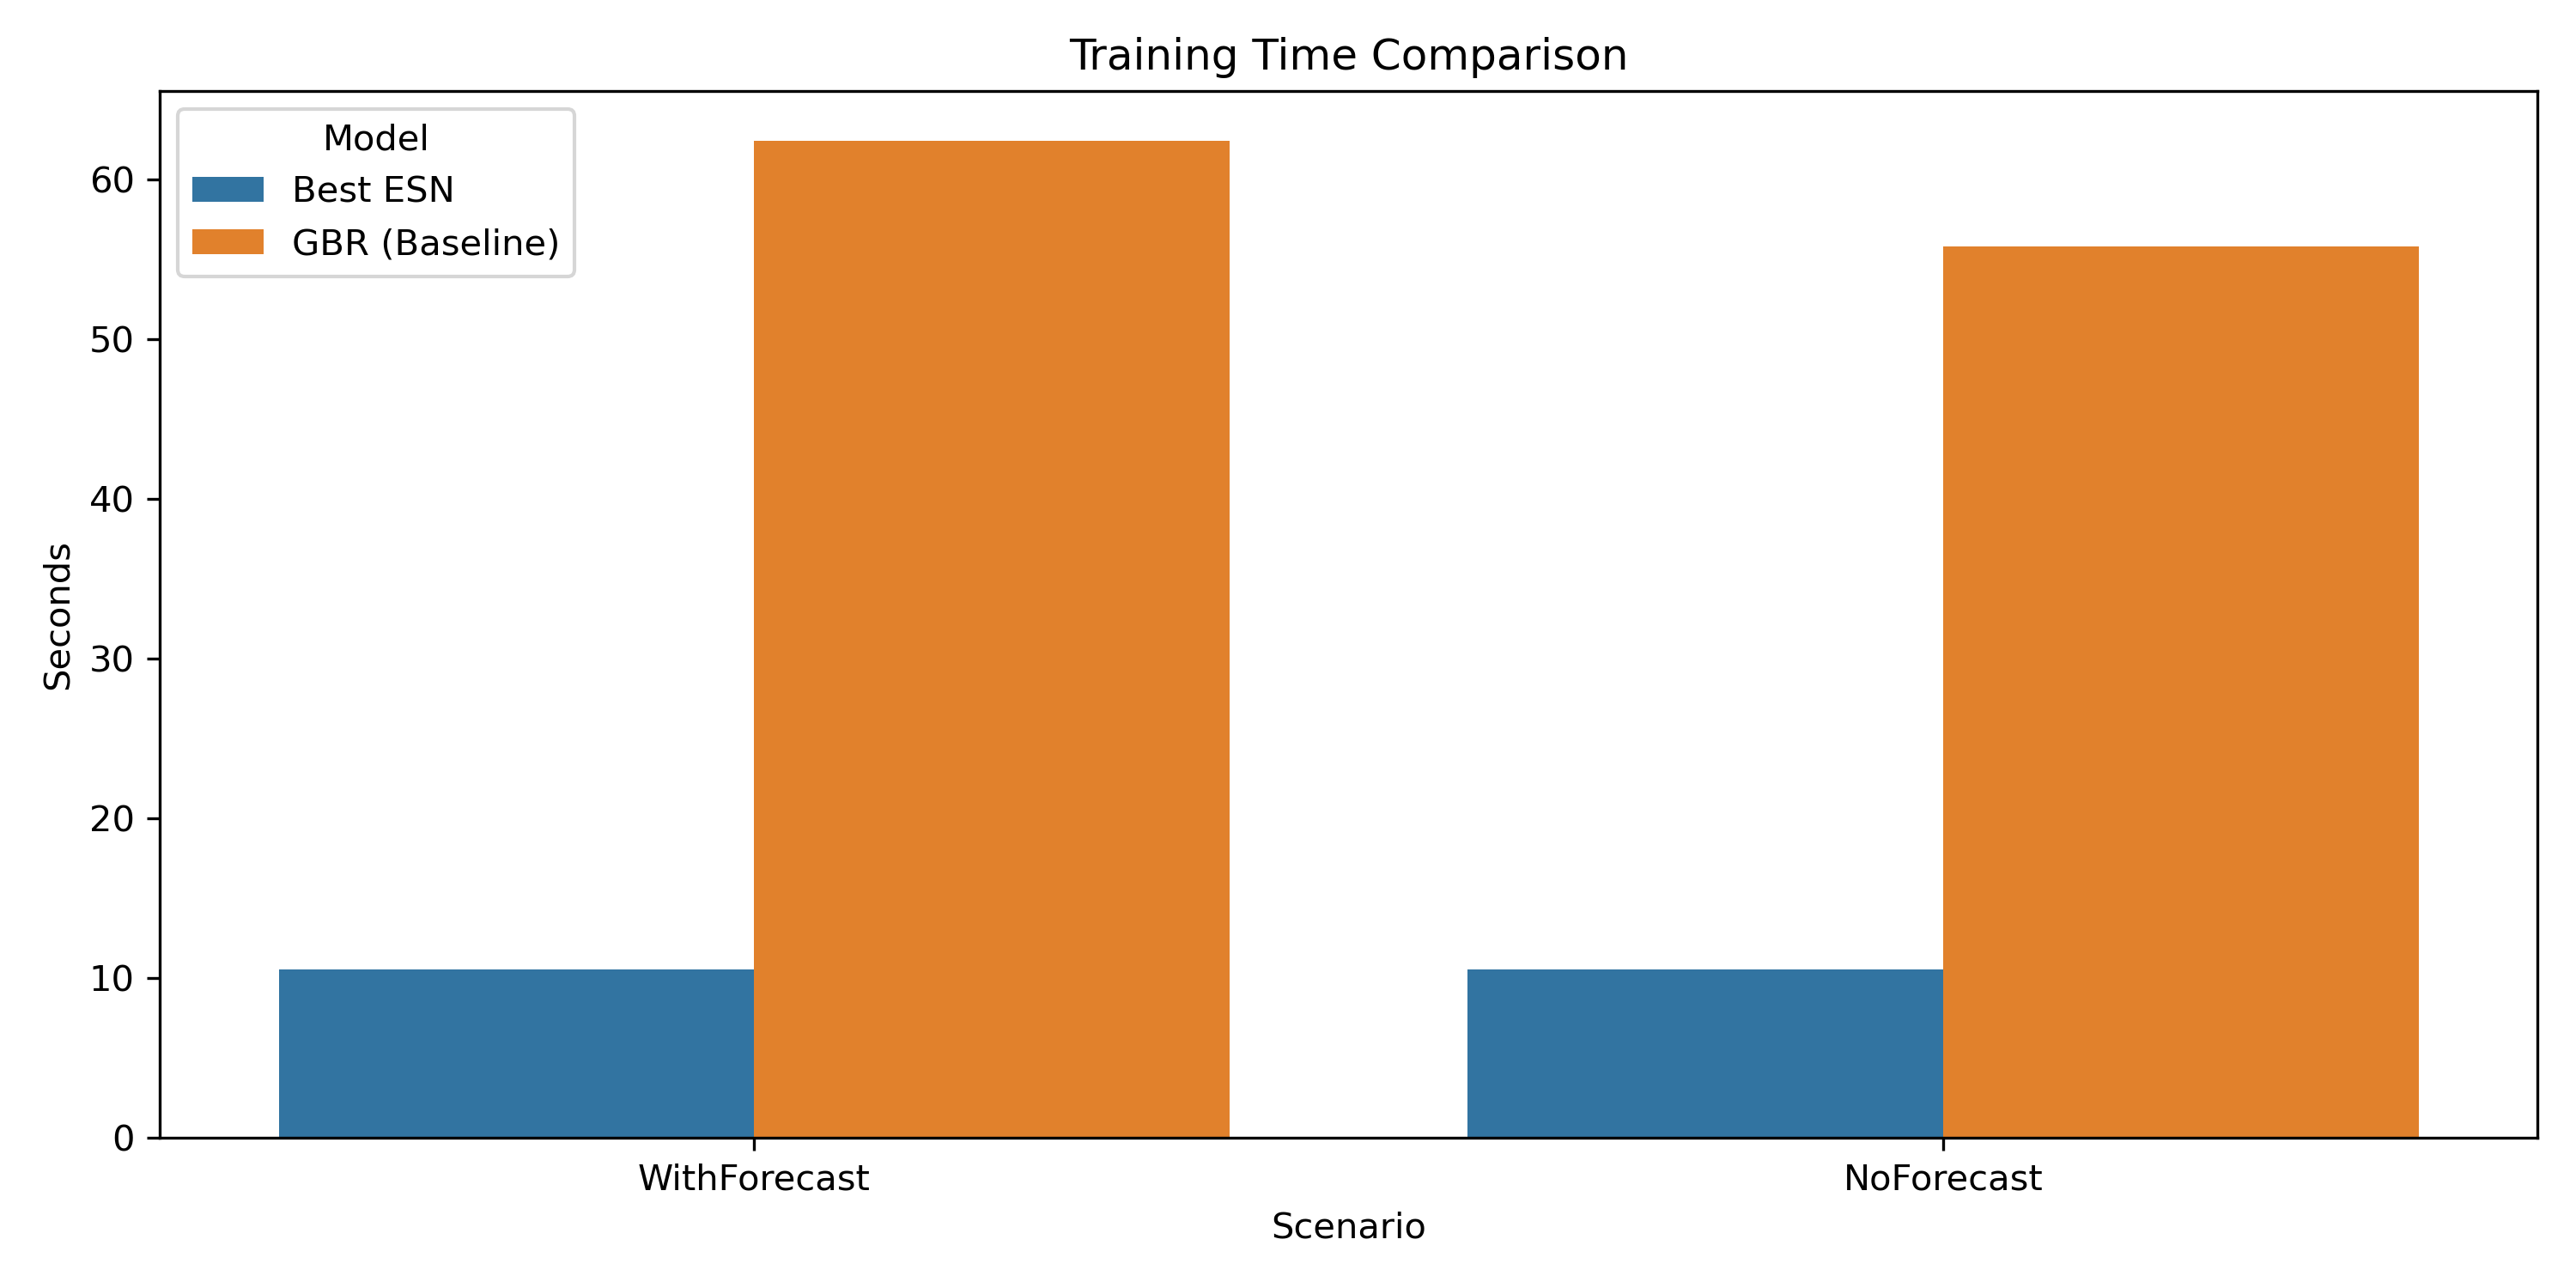 Training Time Comparison
Model
Best ESN
GBR (Baseline)
60
50
40
30
20
10
0
Seconds
WithForecast
NoForecast
Scenario